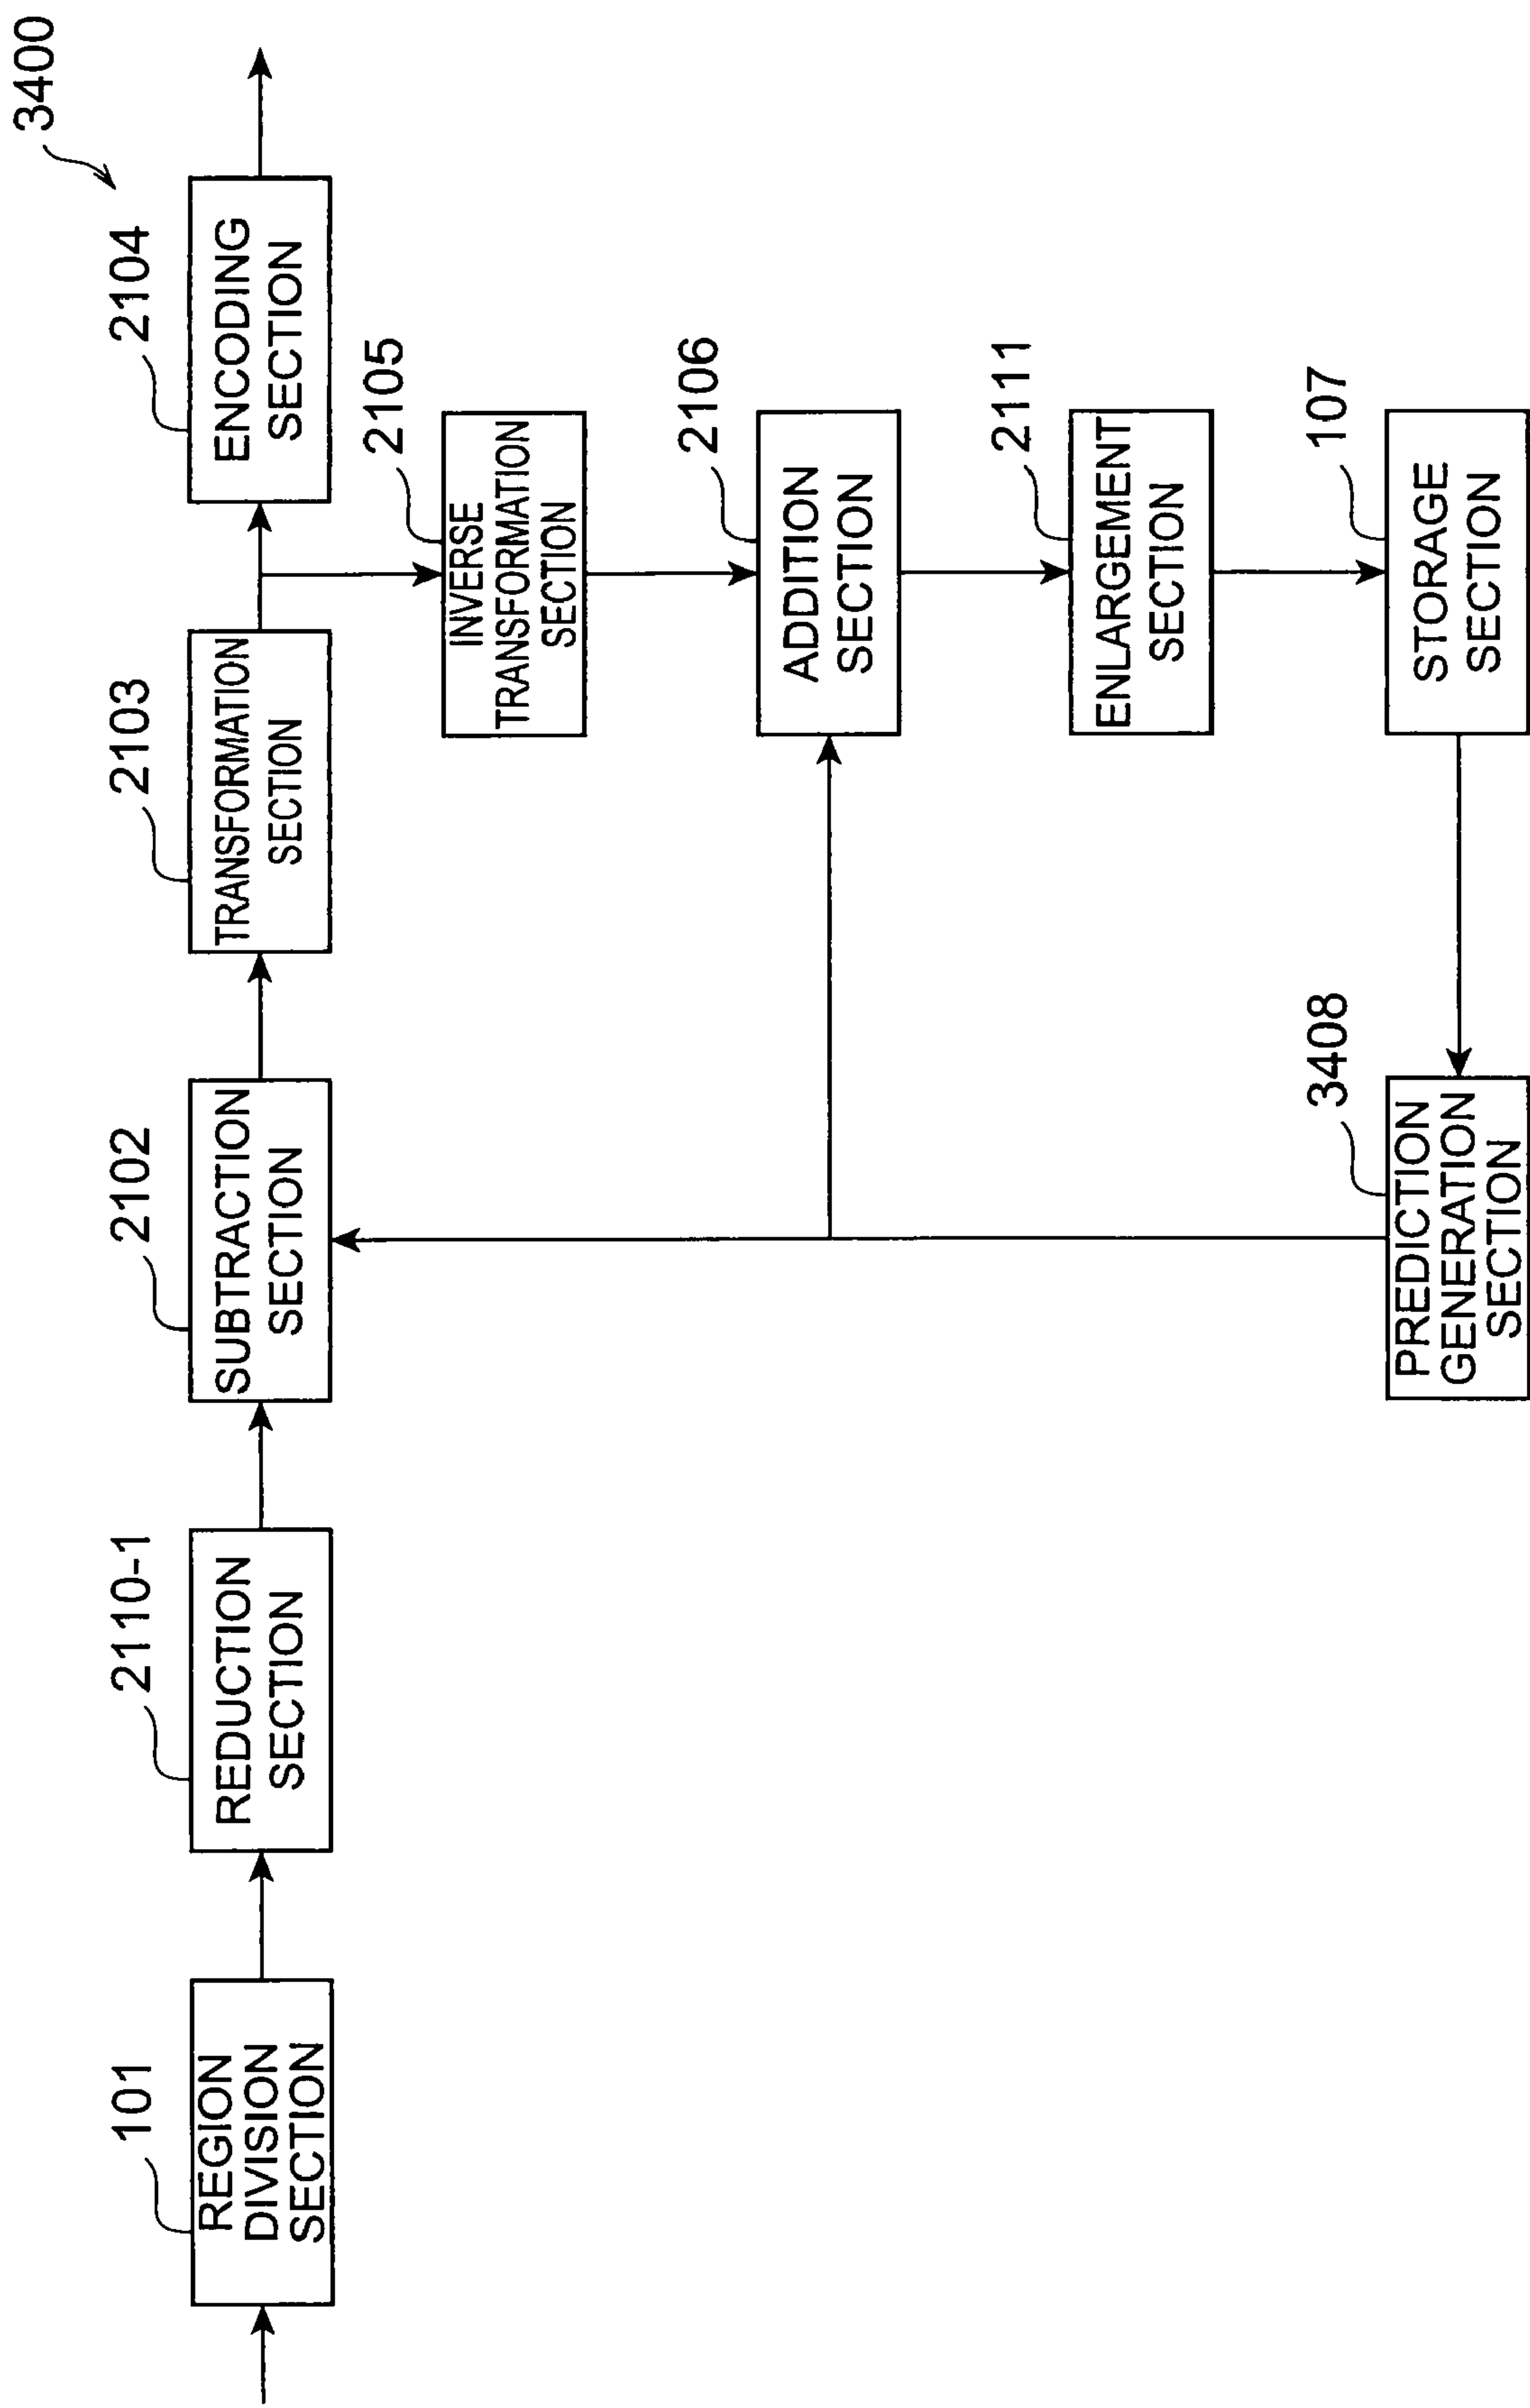 3400
101
REGION
DIVISION
SECTION
2110-1
REDUCTION
SECTION
2102
SUBTRACTION
SECTION
2103
TRANSFORMATION
SECTION
2104
ENCODING
SECTION
2105
INVERSE
TRANSFORMATION
SECTION
2106
ADDITION
SECTION
2111
ENLARGEMENT
SECTION
3408
PREDICTION
GENERATION
SECTION
107
STORAGE
SECTION